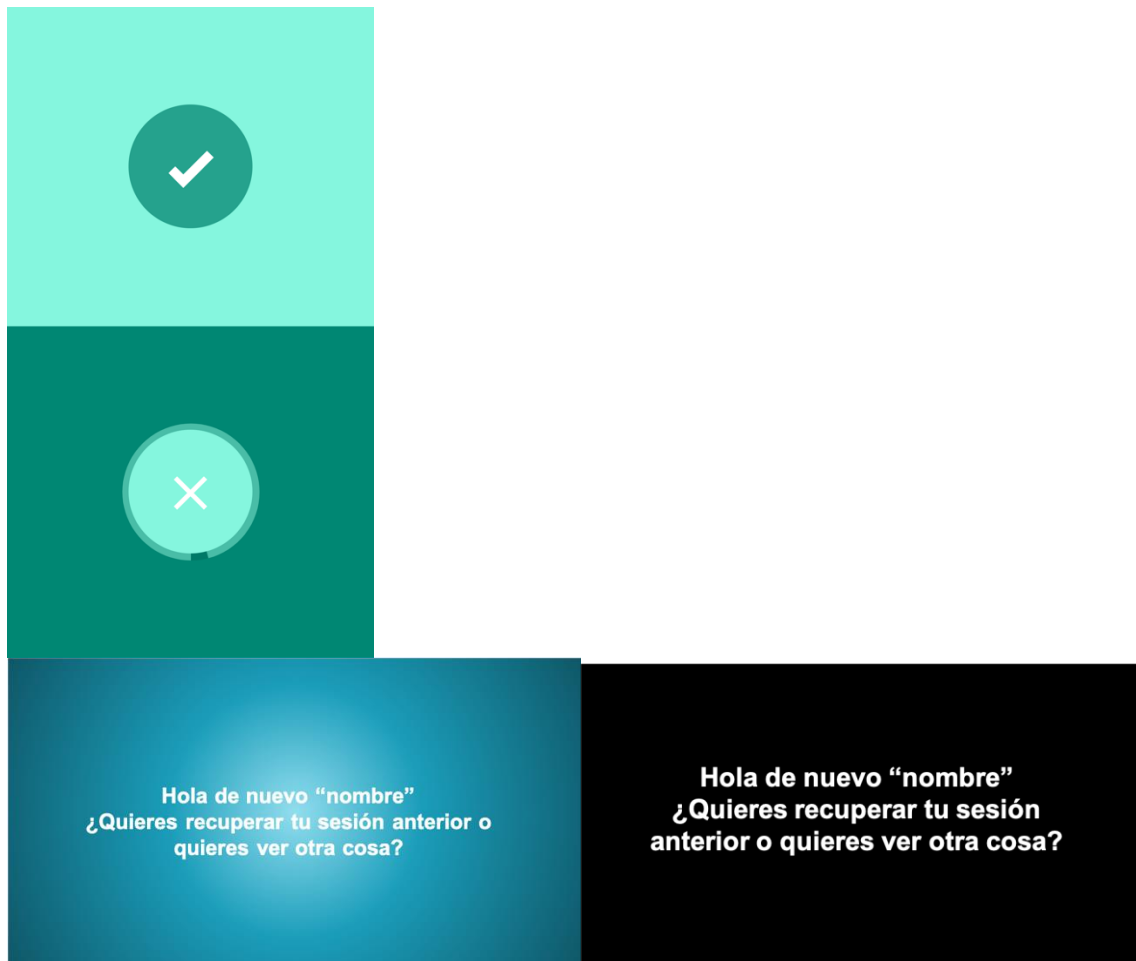 Hola de nuevo “nombre”
¿Quieres recuperar tu sesión anterior o
quieres ver otra cosa?
Hola de nuevo “nombre”
¿Quieres recuperar tu sesión
anterior o quieres ver otra cosa?